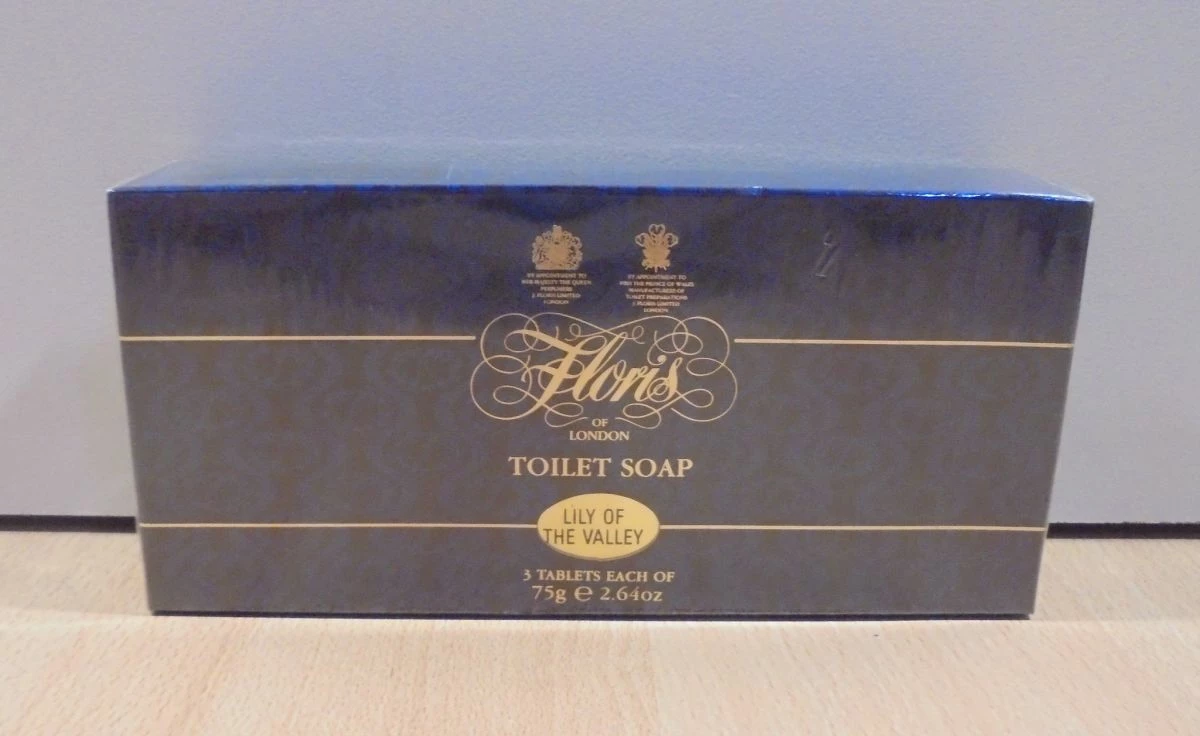 BY APPOINTMENT TO
HER MAJESTY THE QUEEN
PERFUMERS
J. FLORIS LIMITED
LONDON
BY APPOINTMENT TO
HRH THE PRINCE OF WALES
MANUFACTURERS OF
TOILET PREPARATIONS
J. FLORIS LIMITED
LONDON
Floris
OF
LONDON
TOILET SOAP
LILY OF
THE VALLEY
3 TABLETS EACH OF
75g ℮ 2.64oz